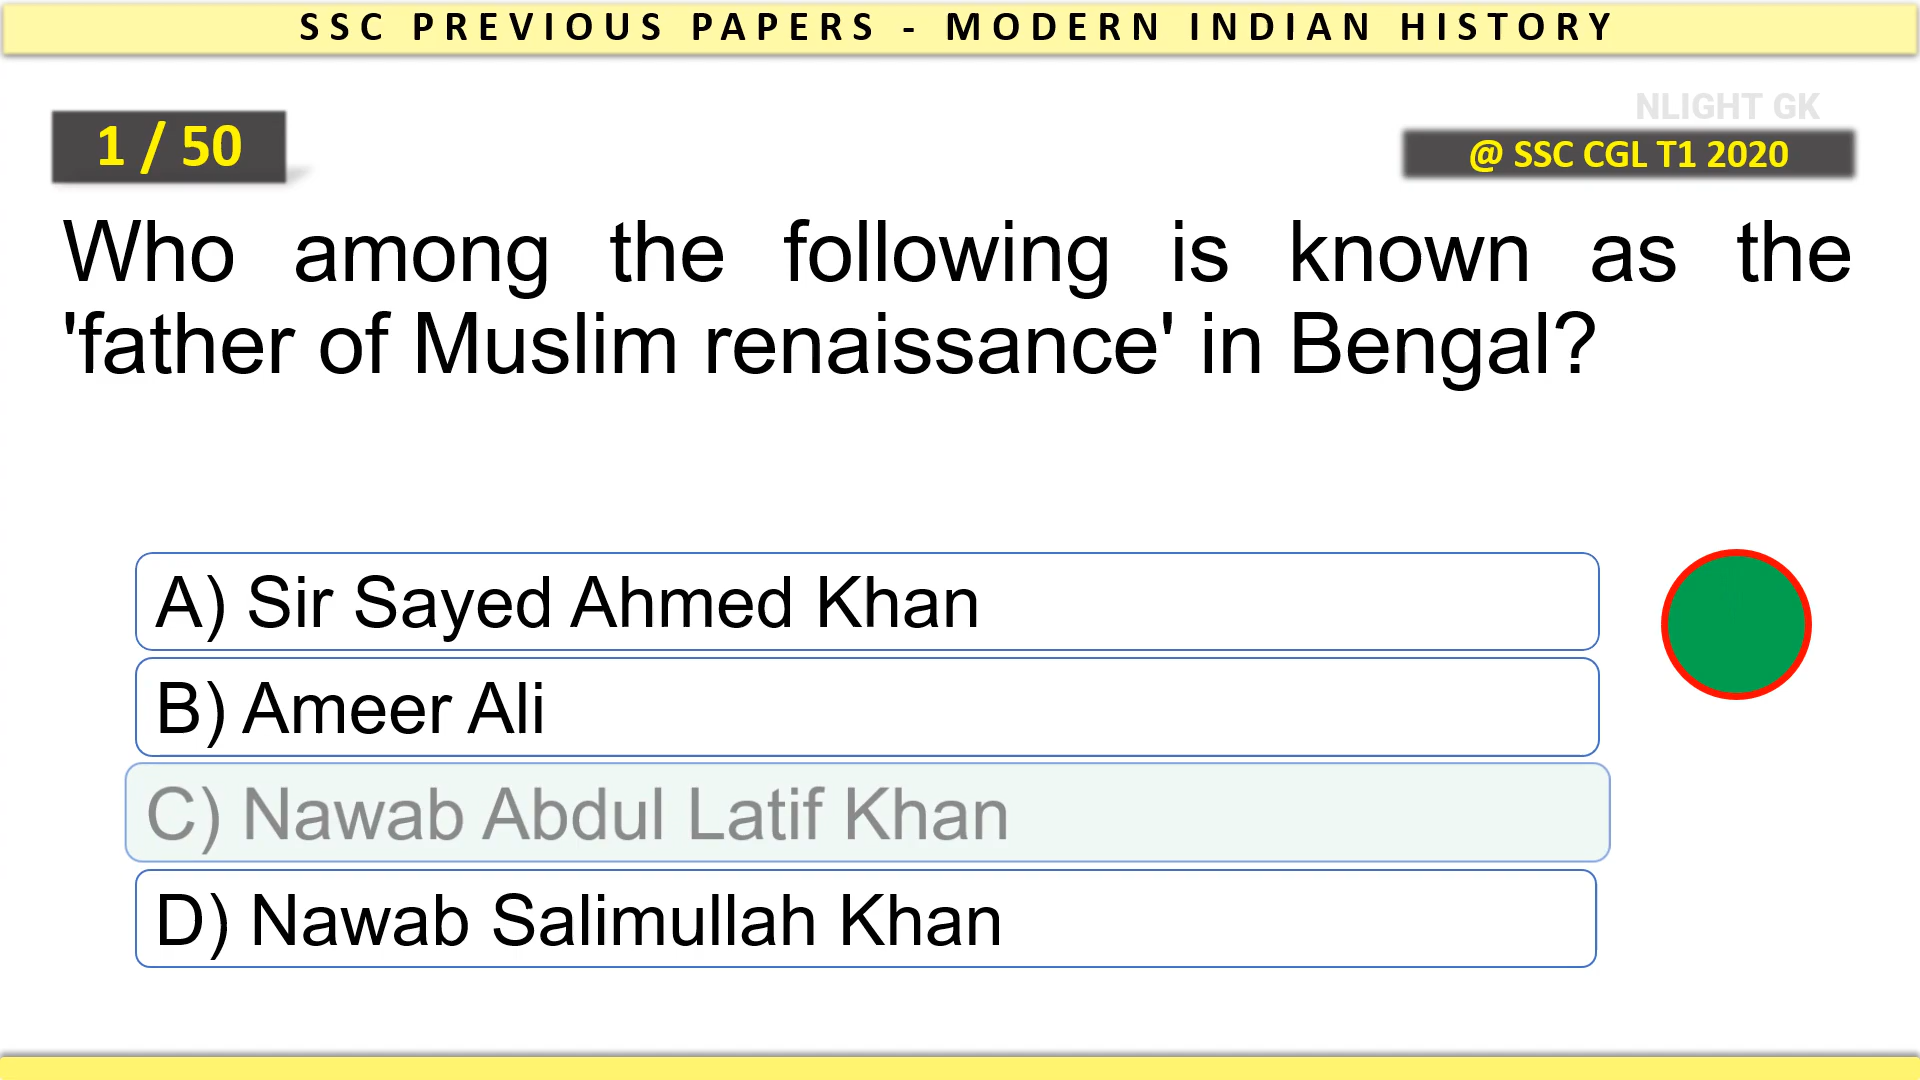 SSC PREVIOUS PAPERS - MODERN INDIAN HISTORY
NLIGHT GK
1 / 50
@ SSC CGL T1 2020
Who among the following is known as the
'father of Muslim renaissance' in Bengal?
A) Sir Sayed Ahmed Khan
B) Ameer Ali
C) Nawab Abdul Latif Khan
D) Nawab Salimullah Khan